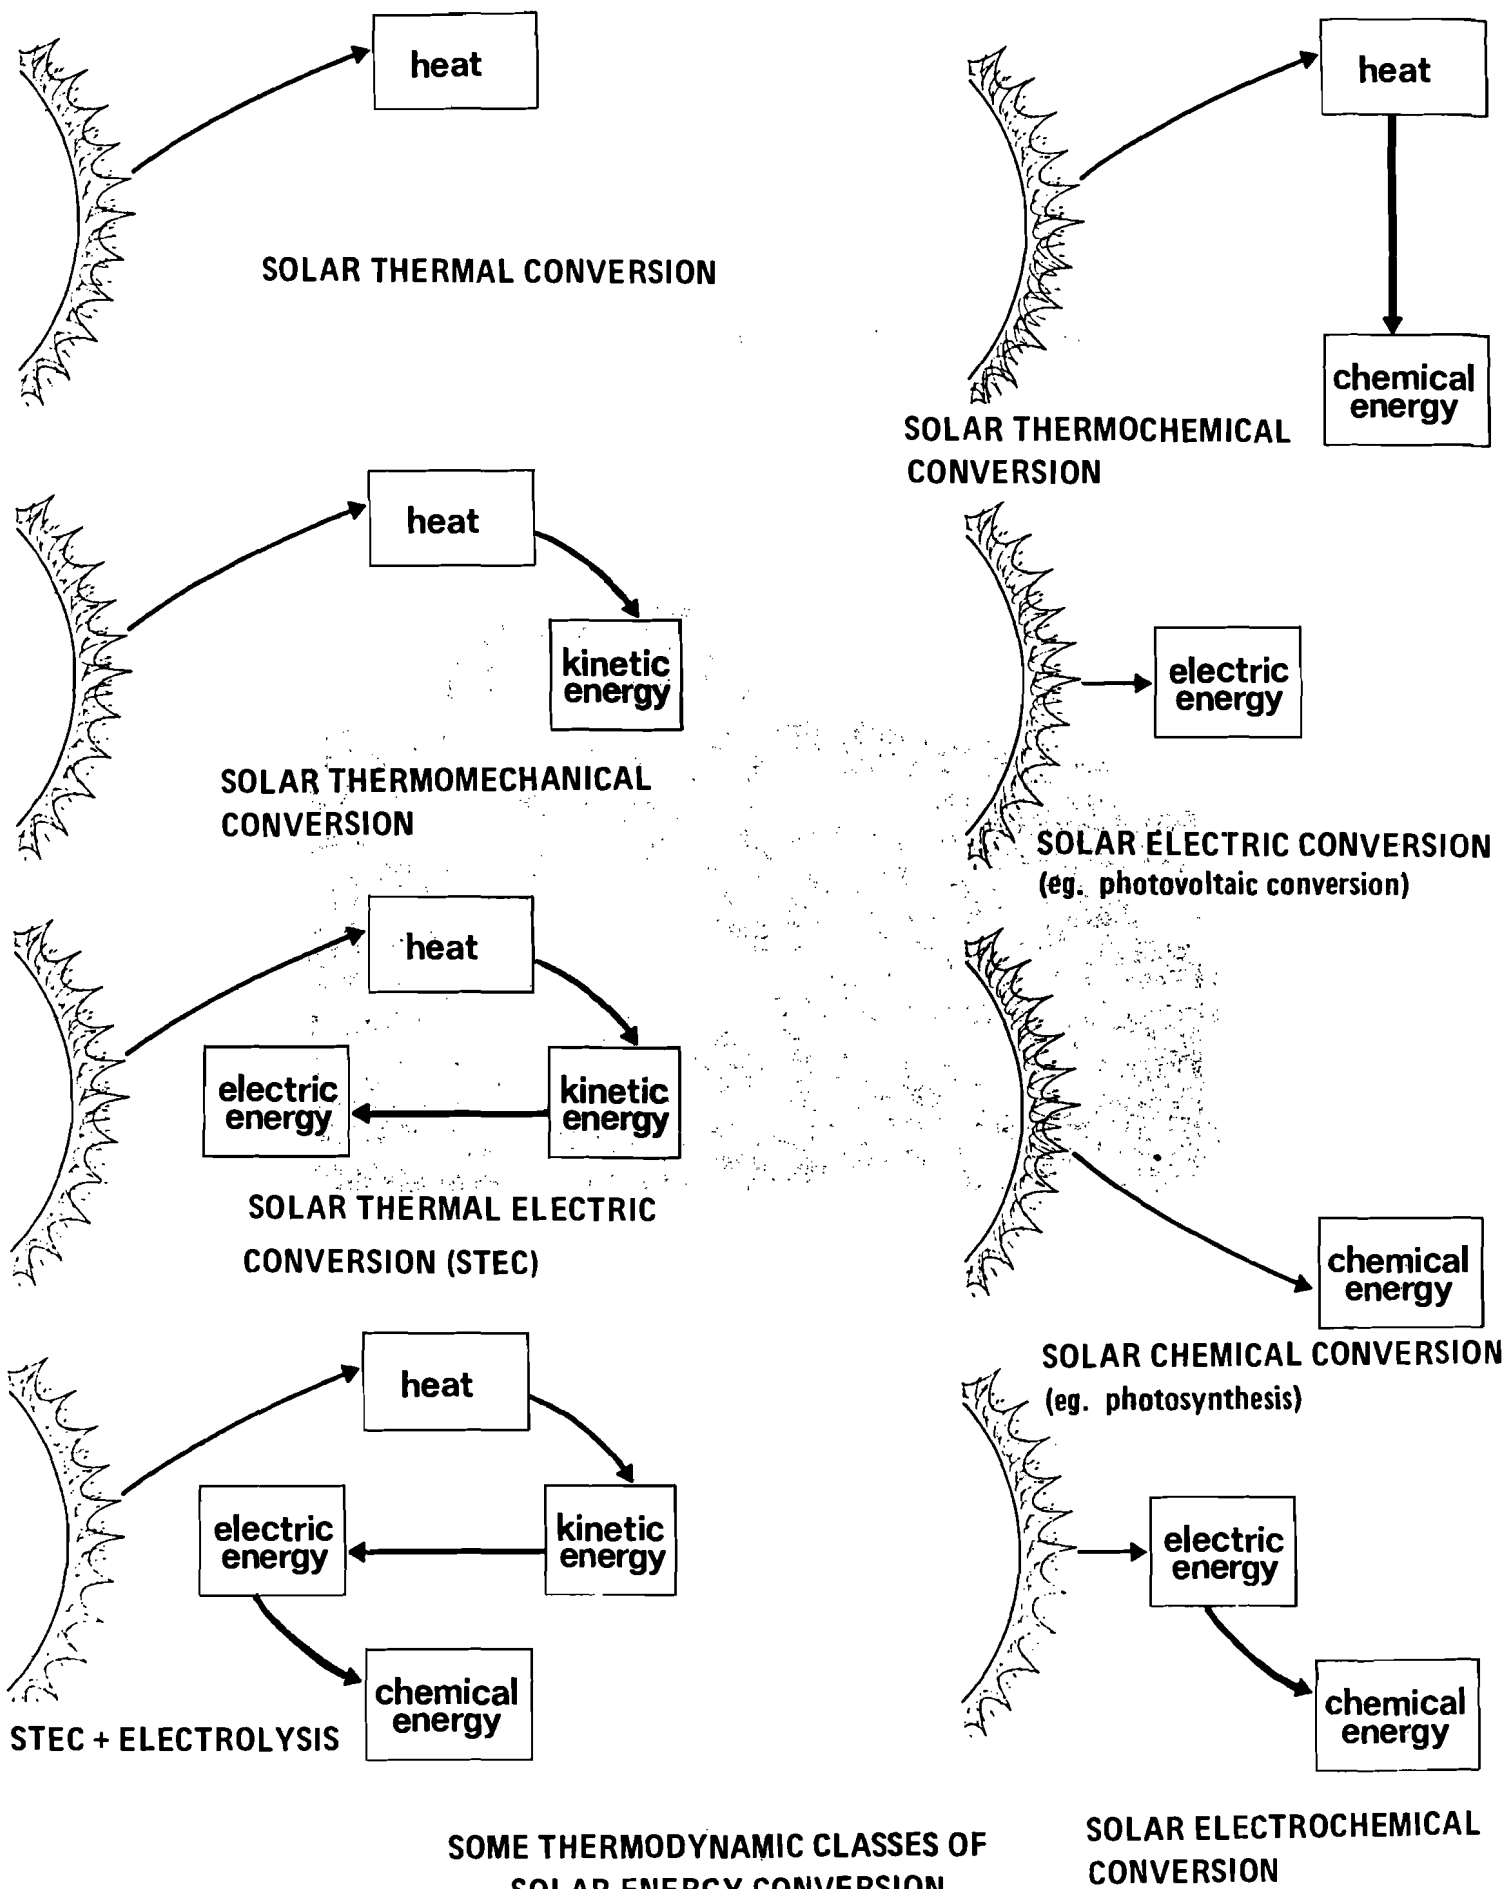 heat
SOLAR THERMAL CONVERSION
heat
kinetic
energy
SOLAR THERMOMECHANICAL
CONVERSION
heat
electric
energy
kinetic
energy
SOLAR THERMAL ELECTRIC
CONVERSION (STEC)
heat
electric
energy
kinetic
energy
chemical
energy
STEC + ELECTROLYSIS
heat
chemical
energy
SOLAR THERMOCHEMICAL
CONVERSION
electric
energy
SOLAR ELECTRIC CONVERSION
(eg. photovoltaic conversion)
chemical
energy
SOLAR CHEMICAL CONVERSION
(eg. photosynthesis)
electric
energy
chemical
energy
SOLAR ELECTROCHEMICAL
CONVERSION
SOME THERMODYNAMIC CLASSES OF
SOLAR ENERGY CONVERSION